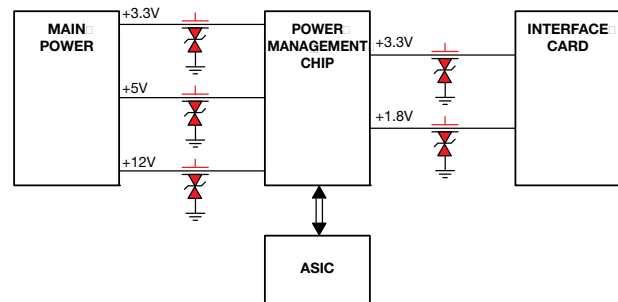 MAIN
POWER
+3.3V
+5V
+12V
POWER
MANAGEMENT
CHIP
+3.3V
+1.8V
INTERFACE
CARD
ASIC